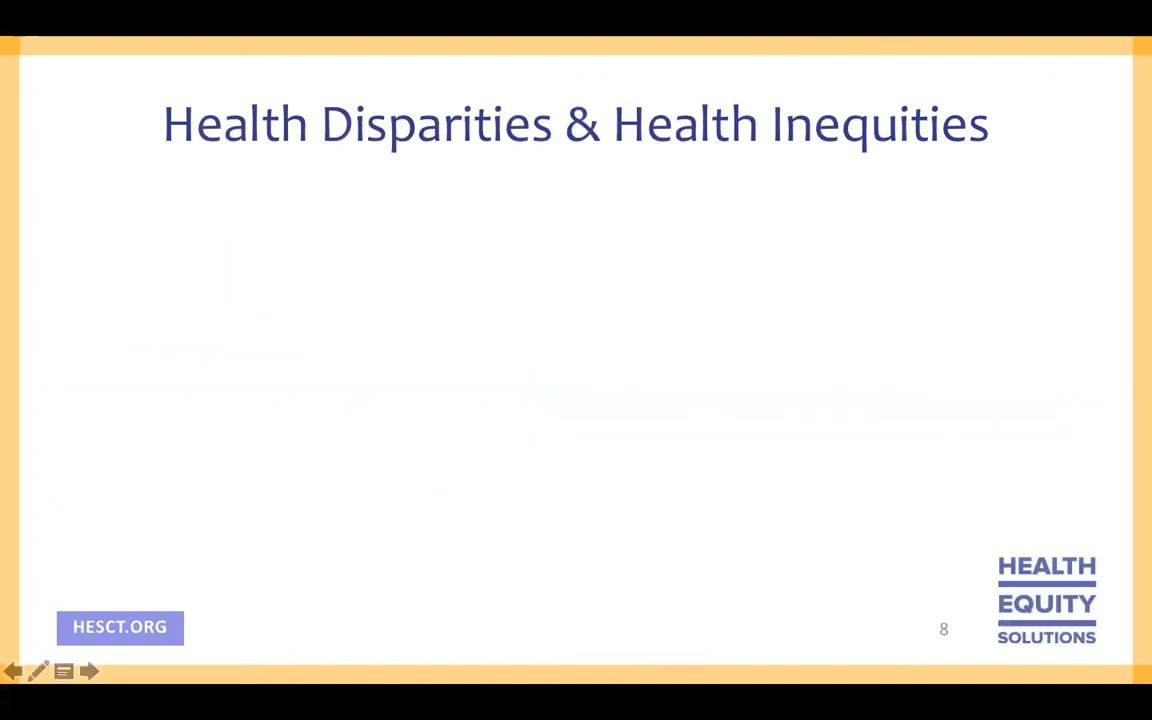 Health Disparities & Health Inequities
HESCT.ORG
8
HEALTH
EQUITY
SOLUTIONS